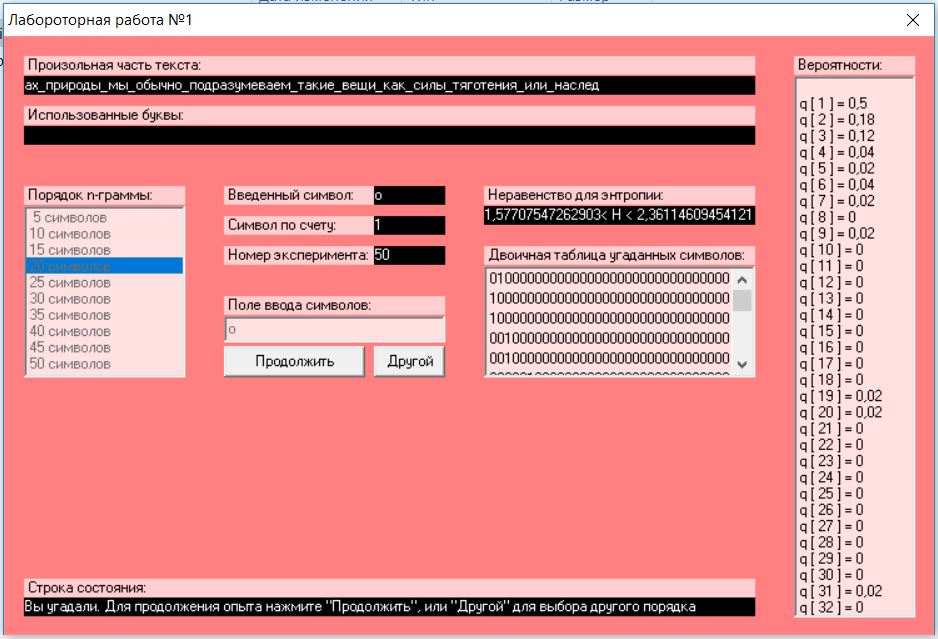 Лабороторная работа №1
Произольная часть текста:
ах_природы_мы_обычно_подразумеваем_такие_вещи_как_силы_тяготения_или_наслед
Использованные буквы:
Порядок n-граммы:
5 символов
10 символов
15 символов
20 символов
25 символов
30 символов
35 символов
40 символов
45 символов
50 символов
Введенный символ: о
Символ по счету: 1
Номер эксперимента: 50
Поле ввода символов:
о
Продолжить
Другой
Неравенство для энтропии:
1,57707547262903< H < 2,36114609454121
Двоичная таблица угаданных символов:
01000000000000000000000000000000
10000000000000000000000000000000
10000000000000000000000000000000
00100000000000000000000000000000
00100000000000000000000000000000
Вероятности:
q [ 1 ] = 0,5
q [ 2 ] = 0,18
q [ 3 ] = 0,12
q [ 4 ] = 0,04
q [ 5 ] = 0,02
q [ 6 ] = 0,04
q [ 7 ] = 0,02
q [ 8 ] = 0
q [ 9 ] = 0,02
q [ 10 ] = 0
q [ 11 ] = 0
q [ 12 ] = 0
q [ 13 ] = 0
q [ 14 ] = 0
q [ 15 ] = 0
q [ 16 ] = 0
q [ 17 ] = 0
q [ 18 ] = 0
q [ 19 ] = 0,02
q [ 20 ] = 0,02
q [ 21 ] = 0
q [ 22 ] = 0
q [ 23 ] = 0
q [ 24 ] = 0
q [ 25 ] = 0
q [ 26 ] = 0
q [ 27 ] = 0
q [ 28 ] = 0
q [ 29 ] = 0
q [ 30 ] = 0
q [ 31 ] = 0,02
q [ 32 ] = 0
Строка состояния:
Вы угадали. Для продолжения опыта нажмите "Продолжить", или "Другой" для выбора другого порядка